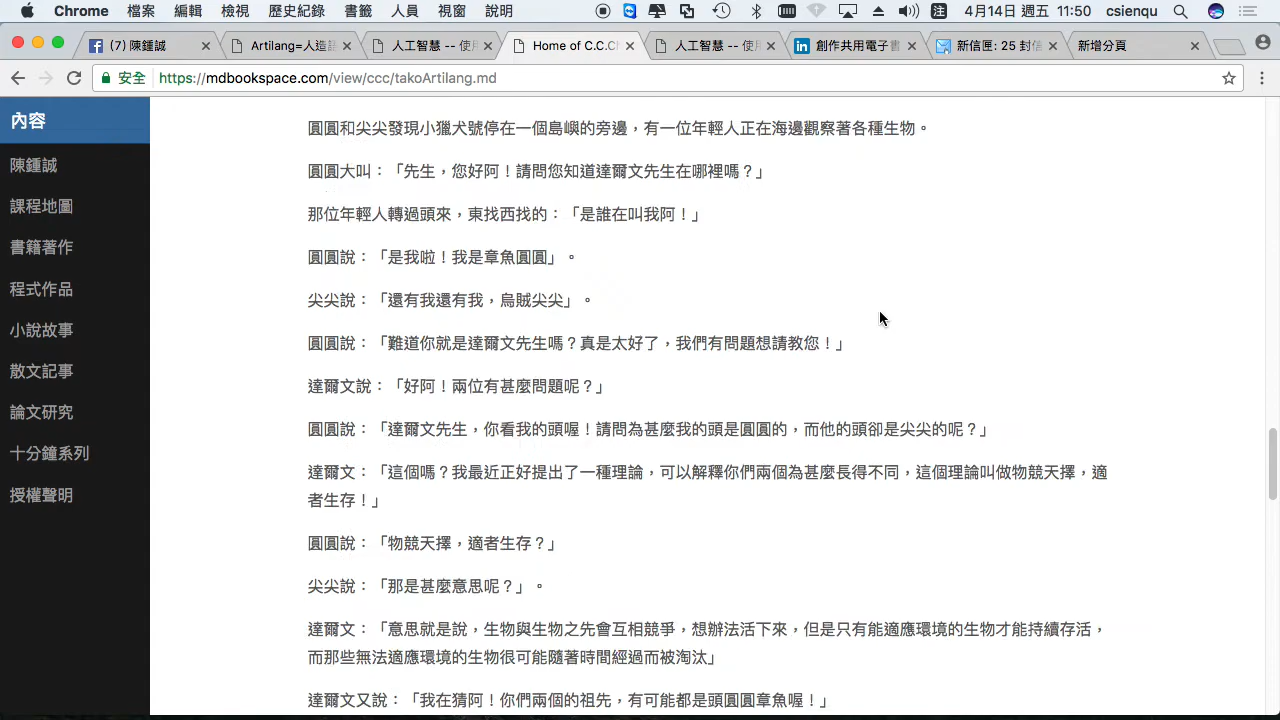 Chrome 檔案 編輯 檢視 歷史紀錄 書籤 人員 視窗 說明 注 4月14日 週五 11:50 csienqu
(7) 陳鍾誠
Artilang=人造語
人工智慧 -- 使用
Home of C.C.Ch
人工智慧 -- 使用
創作共用電子書
新信匣: 25 封信
新增分頁
安全 https://mdbookspace.com/view/ccc/takoArtilang.md
內容
陳鍾誠
課程地圖
書籍著作
程式作品
小說故事
散文記事
論文研究
十分鐘系列
授權聲明
圓圓和尖尖發現小獵犬號停在一個島嶼的旁邊，有一位年輕人正在海邊觀察著各種生物。
圓圓大叫：「先生，您好阿！請問您知道達爾文先生在哪裡嗎？」
那位年輕人轉過頭來，東找西找的：「是誰在叫我阿！」
圓圓說：「是我啦！我是章魚圓圓」。
尖尖說：「還有我還有我，烏賊尖尖」。
圓圓說：「難道你就是達爾文先生嗎？真是太好了，我們有問題想請教您！」
達爾文說：「好阿！兩位有甚麼問題呢？」
圓圓說：「達爾文先生，你看我的頭喔！請問為甚麼我的頭是圓圓的，而他的頭卻是尖尖的呢？」
達爾文：「這個嗎？我最近正好提出了一種理論，可以解釋你們兩個為甚麼長得不同，這個理論叫做物競天擇，適
者生存！」
圓圓說：「物競天擇，適者生存？」
尖尖說：「那是甚麼意思呢？」。
達爾文：「意思就是說，生物與生物之先會互相競爭，想辦法活下來，但是只有能適應環境的生物才能持續存活，
而那些無法適應環境的生物很可能隨著時間經過而被淘汰」
達爾文又說：「我在猜阿！你們兩個的祖先，有可能都是頭圓圓章魚喔！」